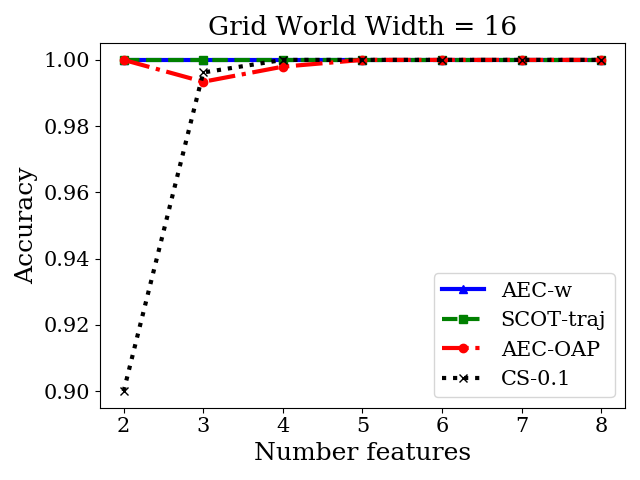 Grid World Width = 16
Accuracy
1.00
0.98
0.96
0.94
0.92
0.90
AEC-w
SCOT-traj
AEC-OAP
CS-0.1
2 3 4 5 6 7 8
Number features